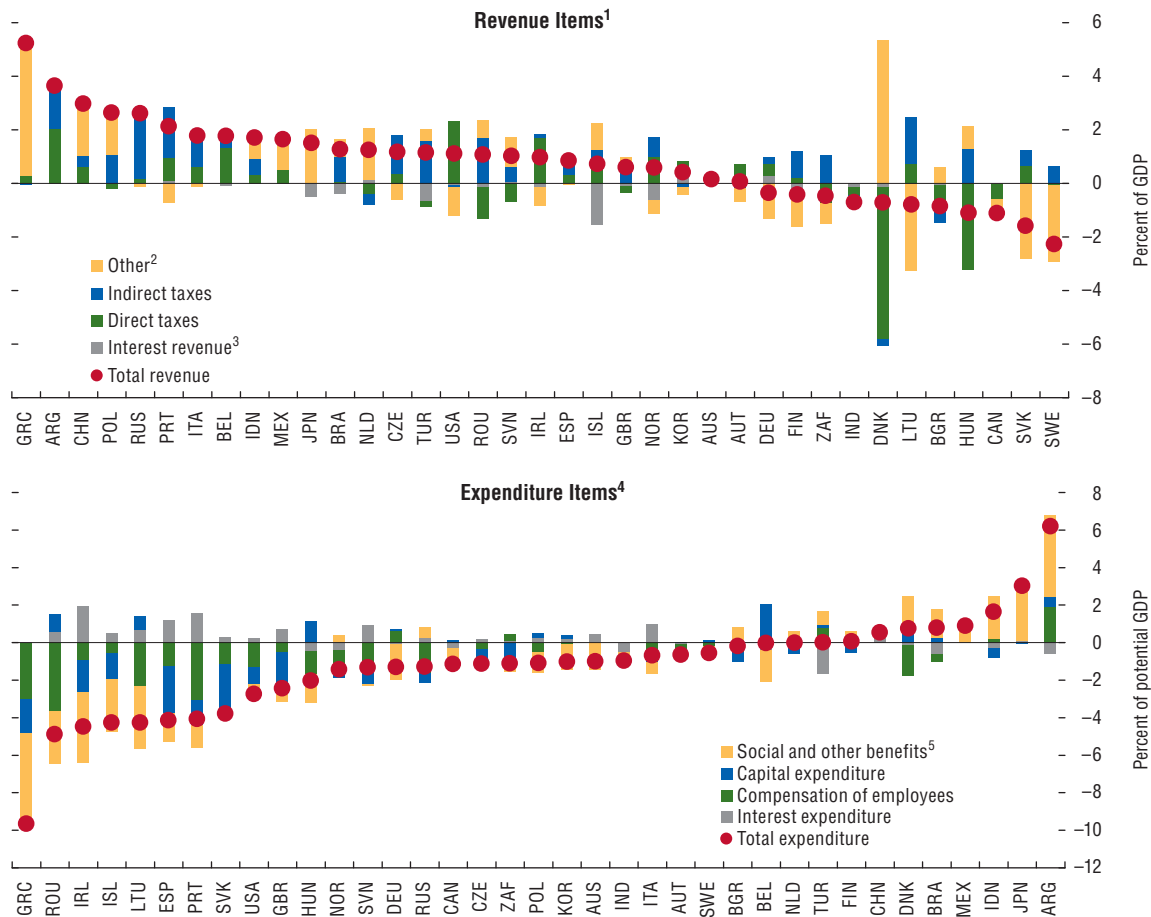 Revenue Items¹
6
4
2
0
–2
–4
–6
–8
Percent of GDP
Other²
Indirect taxes
Direct taxes
Interest revenue³
Total revenue
GRC ARG CHN POL RUS PRT ITA BEL IDN MEX JPN BRA NLD CZE TUR USA ROU SVN IRL ESP ISL GBR NOR KOR AUS AUT DEU FIN ZAF IND DNK LTU BGR HUN CAN SVK SWE
Expenditure Items⁴
8
6
4
2
0
–2
–4
–6
–8
–10
–12
Percent of potential GDP
Social and other benefits⁵
Capital expenditure
Compensation of employees
Interest expenditure
Total expenditure
GRC ROU IRL ISL LTU ESP PRT SVK USA GBR HUN NOR SVN DEU RUS CAN CZE ZAF POL KOR AUS IND ITA AUT SWE BGR BEL NLD TUR FIN CHN DNK BRA MEX IDN JPN ARG